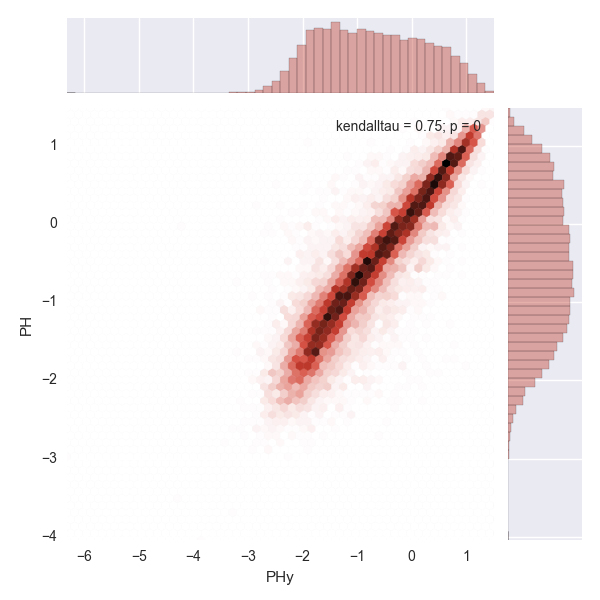 kendalltau = 0.75; p = 0
1
0
−1
−2
−3
−4
PH
−6 −5 −4 −3 −2 −1 0 1
PHy